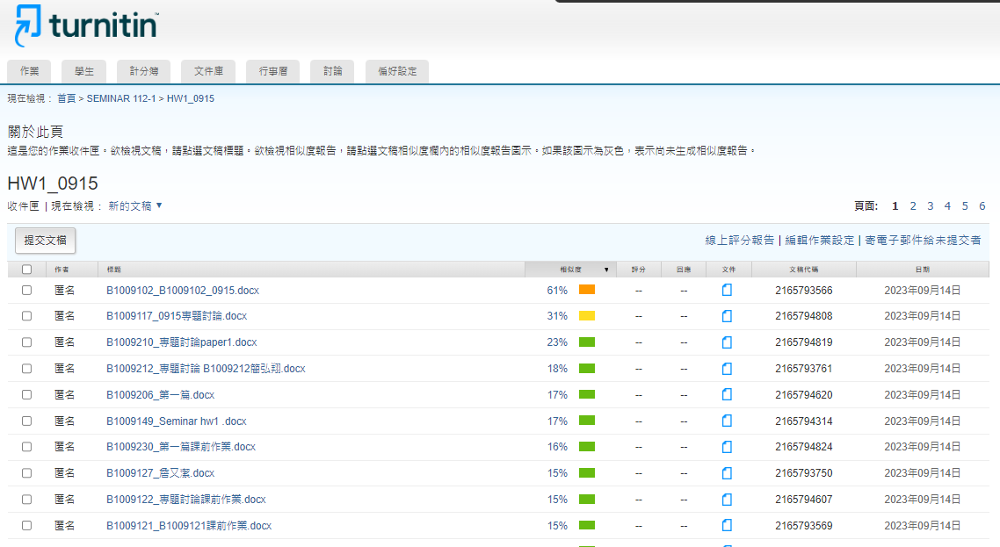 turnitin™
作業 學生 計分簿 文件庫 行事曆 討論 偏好設定
現在檢視： 首頁 > SEMINAR 112-1 > HW1_0915
關於此頁
這是您的作業收件匣。欲檢視文稿，請點選文稿標題。欲檢視相似度報告，請點選文稿相似度欄內的相似度報告圖示。如果該圖示為灰色，表示尚未生成相似度報告。
HW1_0915
收件匣 | 現在檢視： 新的文稿 ▼ 頁面: 1 2 3 4 5 6
提交文檔 線上評分報告 | 編輯作業設定 | 寄電子郵件給未提交者
作者 標題 相似度 ▼ 評分 回應 文件 文稿代碼 日期
匿名 B1009102_B1009102_0915.docx 61% -- -- 2165793566 2023年09月14日
匿名 B1009117_0915專題討論.docx 31% -- -- 2165794808 2023年09月14日
匿名 B1009210_專題討論paper1.docx 23% -- -- 2165794819 2023年09月14日
匿名 B1009212_專題討論 B1009212簡弘翔.docx 18% -- -- 2165793761 2023年09月14日
匿名 B1009206_第一篇.docx 17% -- -- 2165794620 2023年09月14日
匿名 B1009149_Seminar hw1 .docx 17% -- -- 2165794314 2023年09月14日
匿名 B1009230_第一篇課前作業.docx 16% -- -- 2165794824 2023年09月14日
匿名 B1009127_詹又潔.docx 15% -- -- 2165793750 2023年09月14日
匿名 B1009122_專題討論課前作業.docx 15% -- -- 2165794607 2023年09月14日
匿名 B1009121_B1009121課前作業.docx 15% -- -- 2165793569 2023年09月14日